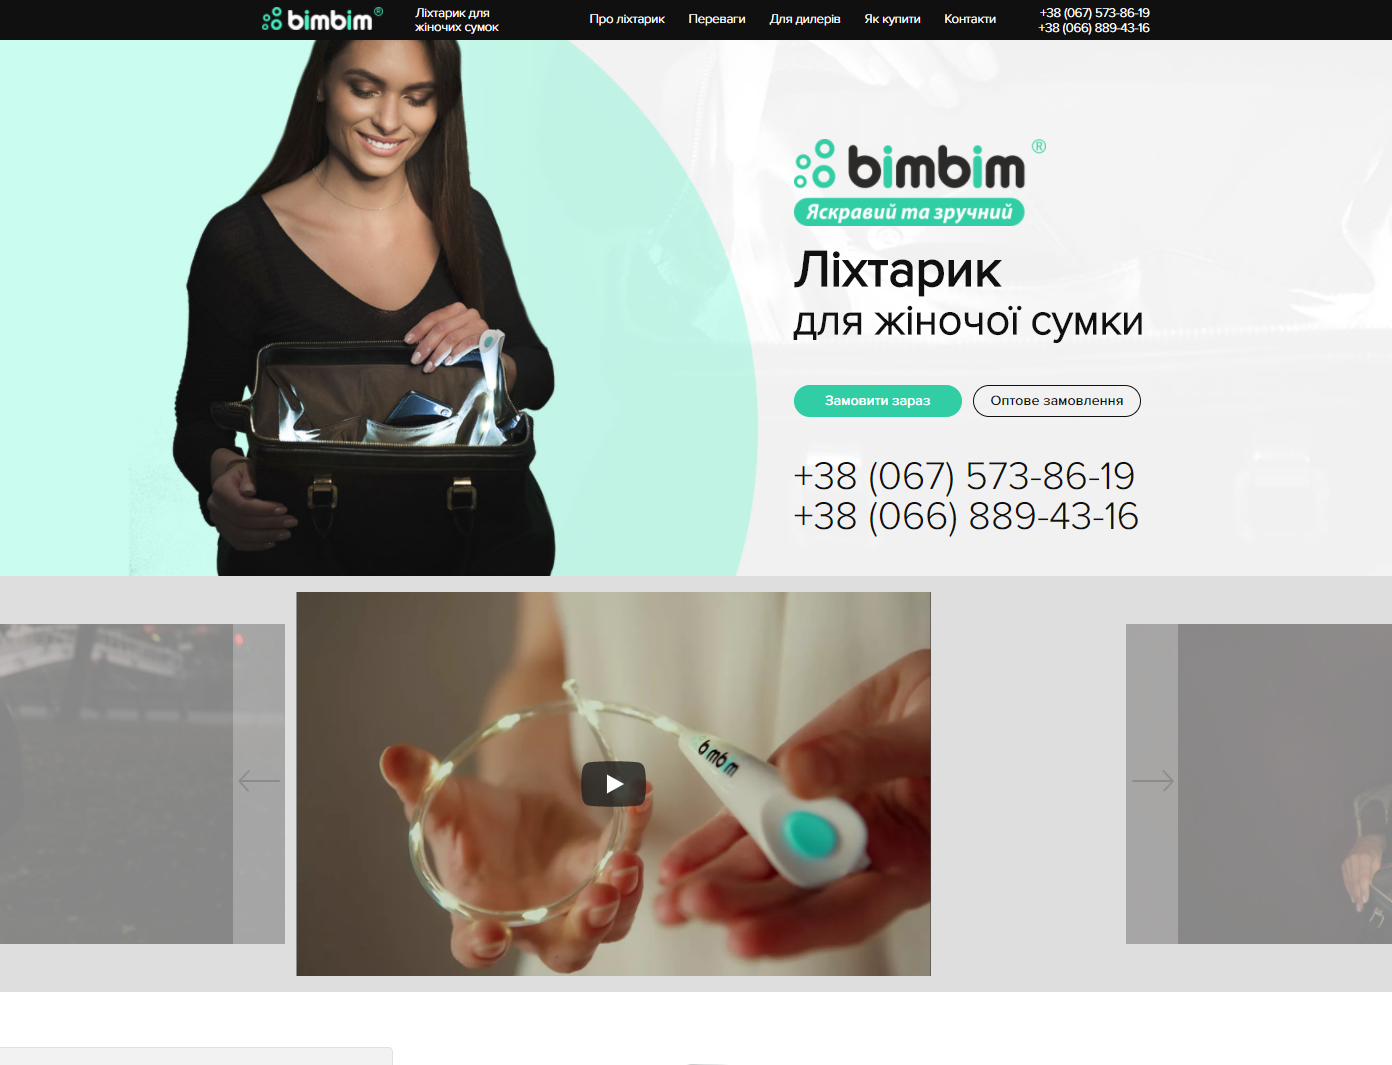 bimbim®
Ліхтарик для
жіночих сумок
Про ліхтарик
Переваги
Для дилерів
Як купити
Контакти
+38 (067) 573-86-19
+38 (066) 889-43-16
bimbim®
Яскравий та зручний
Ліхтарик
для жіночої сумки
Замовити зараз
Оптове замовлення
+38 (067) 573-86-19
+38 (066) 889-43-16
bimbim